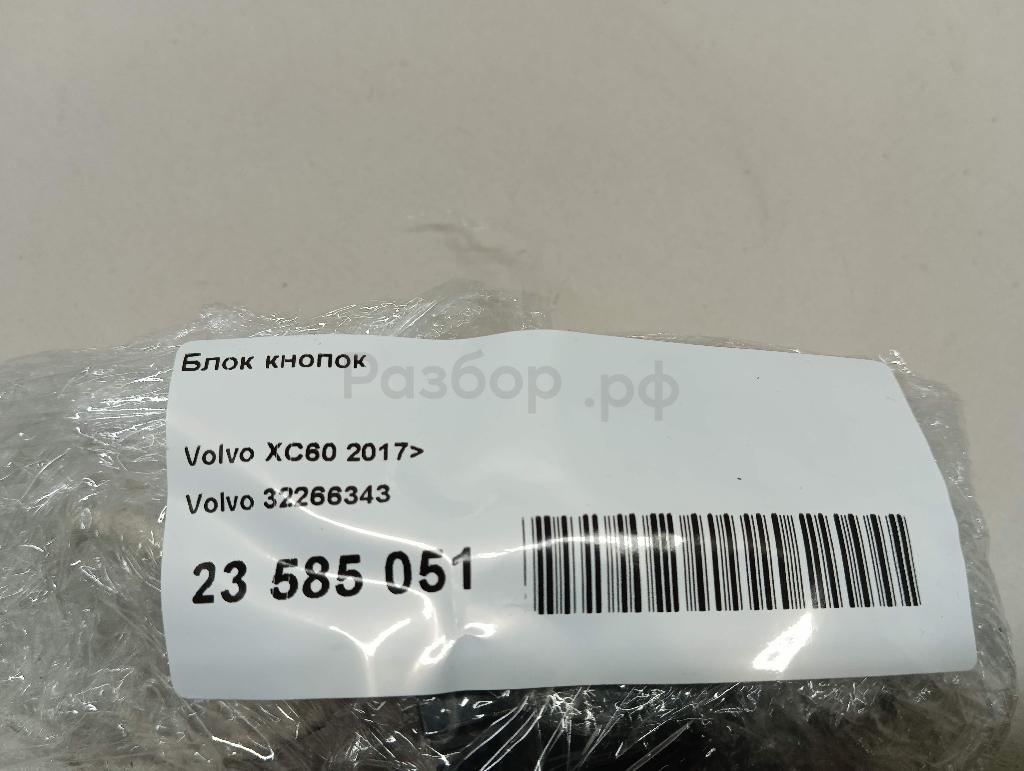 Блок кнопок
Разбор.рф
Volvo XC60 2017>
Volvo 32266343
23 585 051